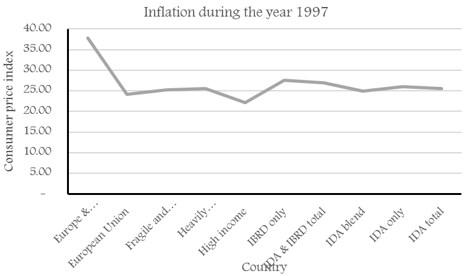 Inflation during the year 1997
Consumer price index
40.00
35.00
30.00
25.00
20.00
15.00
10.00
5.00
-
Europe &...
European Union
Fragile and...
Heavily...
High income
IBRD only
IDA & IBRD total
IDA blend
IDA only
IDA total
Country